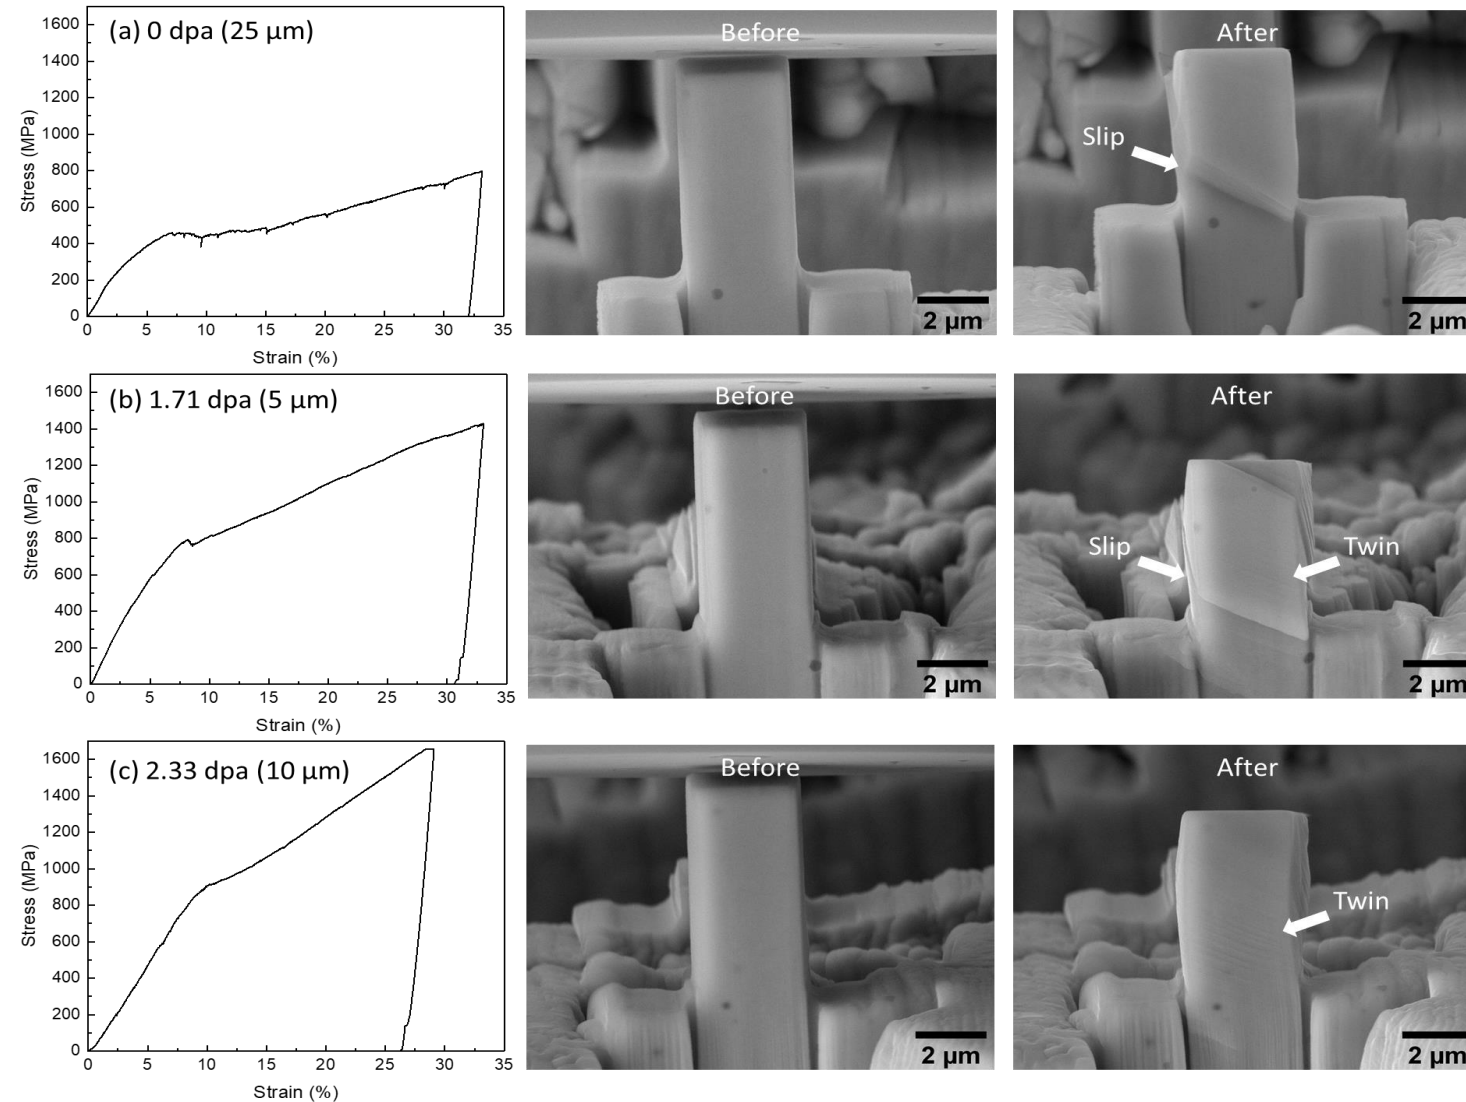 (a) 0 dpa (25 µm)
Stress (MPa)
1600
1400
1200
1000
800
600
400
200
0
0 5 10 15 20 25 30 35
Strain (%)
Before
2 µm
After
Slip
2 µm
(b) 1.71 dpa (5 µm)
Stress (MPa)
1600
1400
1200
1000
800
600
400
200
0
0 5 10 15 20 25 30 35
Strain (%)
Before
2 µm
After
Slip
Twin
2 µm
(c) 2.33 dpa (10 µm)
Stress (MPa)
1600
1400
1200
1000
800
600
400
200
0
0 5 10 15 20 25 30 35
Strain (%)
Before
2 µm
After
Twin
2 µm